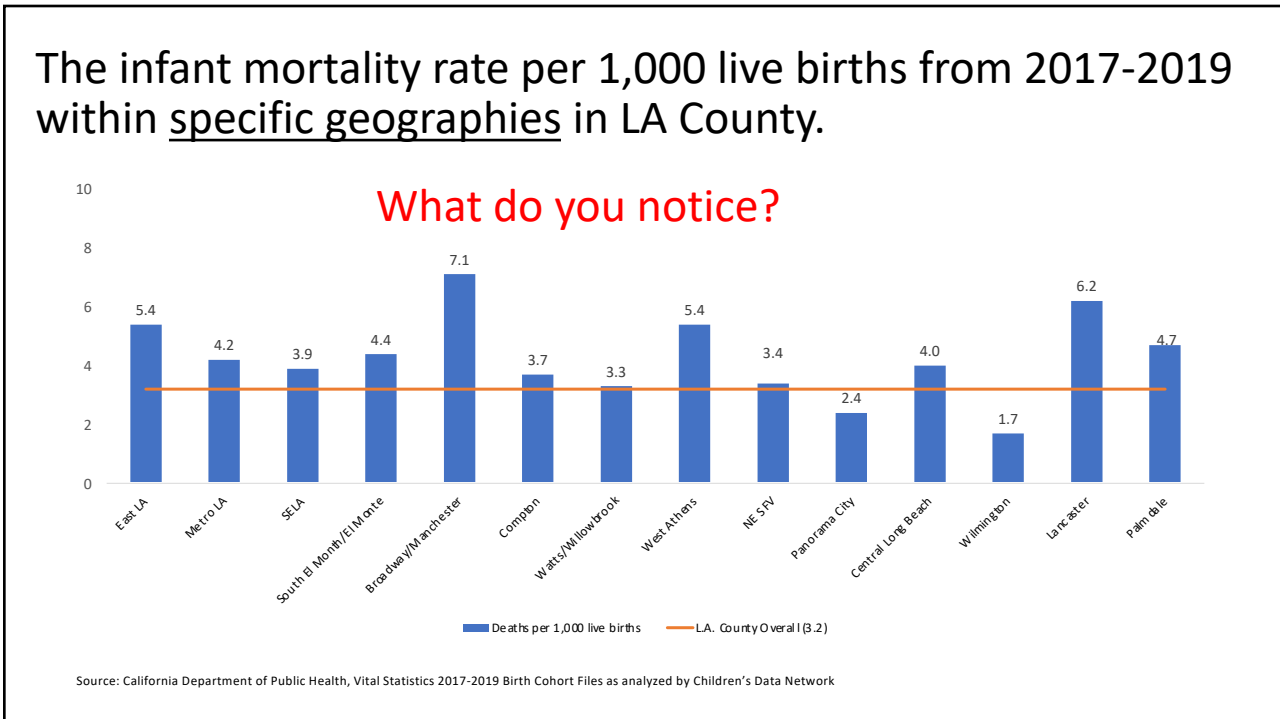 The infant mortality rate per 1,000 live births from 2017-2019
within specific geographies in LA County.
What do you notice?
10
8
6
4
2
0
5.4
4.2
3.9
4.4
7.1
3.7
3.3
5.4
3.4
2.4
4.0
1.7
6.2
4.7
East LA
Metro LA
SELA
South El Month/El Monte
Broadway/Manchester
Compton
Watts/Willowbrook
West Athens
NE SFV
Panorama City
Central Long Beach
Wilmington
Lancaster
Palmdale
Deaths per 1,000 live births
L.A. County Overall (3.2)
Source: California Department of Public Health, Vital Statistics 2017-2019 Birth Cohort Files as analyzed by Children's Data Network